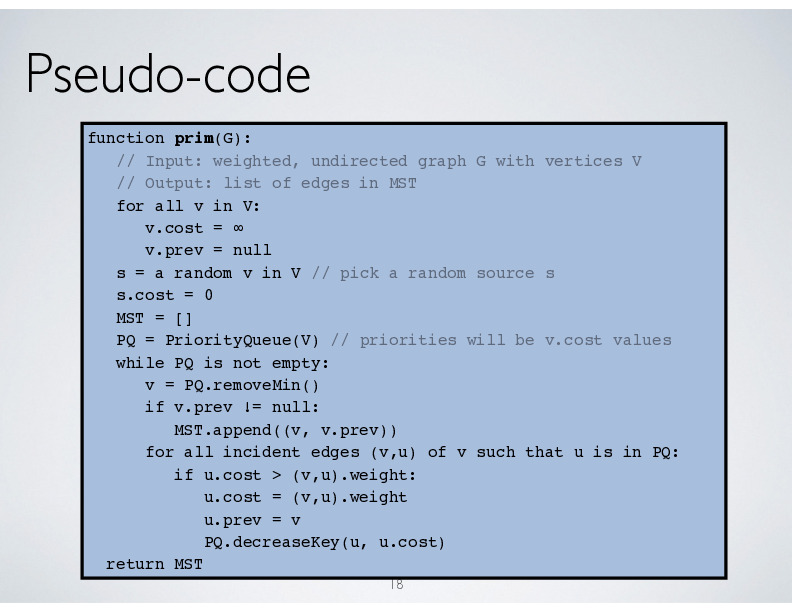 Pseudo-code
function prim(G):
// Input: weighted, undirected graph G with vertices V
// Output: list of edges in MST
for all v in V:
v.cost = ∞
v.prev = null
s = a random v in V // pick a random source s
s.cost = 0
MST = []
PQ = PriorityQueue(V) // priorities will be v.cost values
while PQ is not empty:
v = PQ.removeMin()
if v.prev != null:
MST.append((v, v.prev))
for all incident edges (v,u) of v such that u is in PQ:
if u.cost > (v,u).weight:
u.cost = (v,u).weight
u.prev = v
PQ.decreaseKey(u, u.cost)
return MST
18